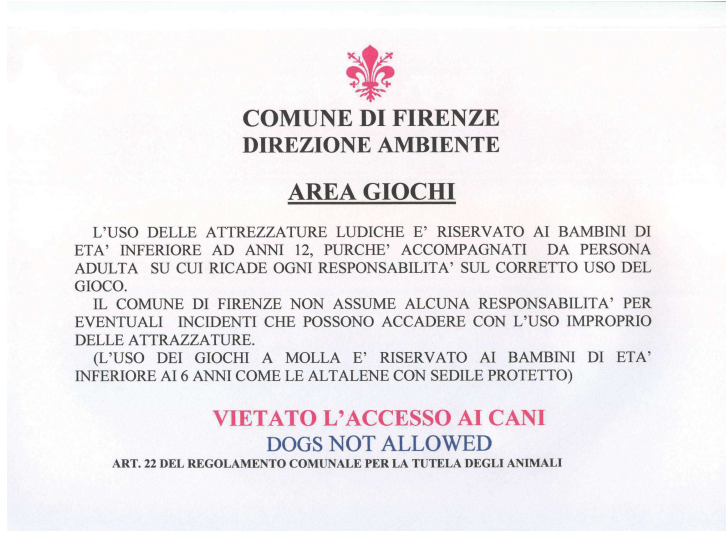 COMUNE DI FIRENZE
DIREZIONE AMBIENTE
AREA GIOCHI
L'USO DELLE ATTREZZATURE LUDICHE E' RISERVATO AI BAMBINI DI
ETA' INFERIORE AD ANNI 12, PURCHE' ACCOMPAGNATI DA PERSONA
ADULTA SU CUI RICADE OGNI RESPONSABILITA' SUL CORRETTO USO DEL
GIOCO.
IL COMUNE DI FIRENZE NON ASSUME ALCUNA RESPONSABILITA' PER
EVENTUALI INCIDENTI CHE POSSONO ACCADERE CON L'USO IMPROPRIO
DELLE ATTRAZZATURE.
(L'USO DEI GIOCHI A MOLLA E' RISERVATO AI BAMBINI DI ETA'
INFERIORE AI 6 ANNI COME LE ALTALENE CON SEDILE PROTETTO)
VIETATO L'ACCESSO AI CANI
DOGS NOT ALLOWED
ART. 22 DEL REGOLAMENTO COMUNALE PER LA TUTELA DEGLI ANIMALI